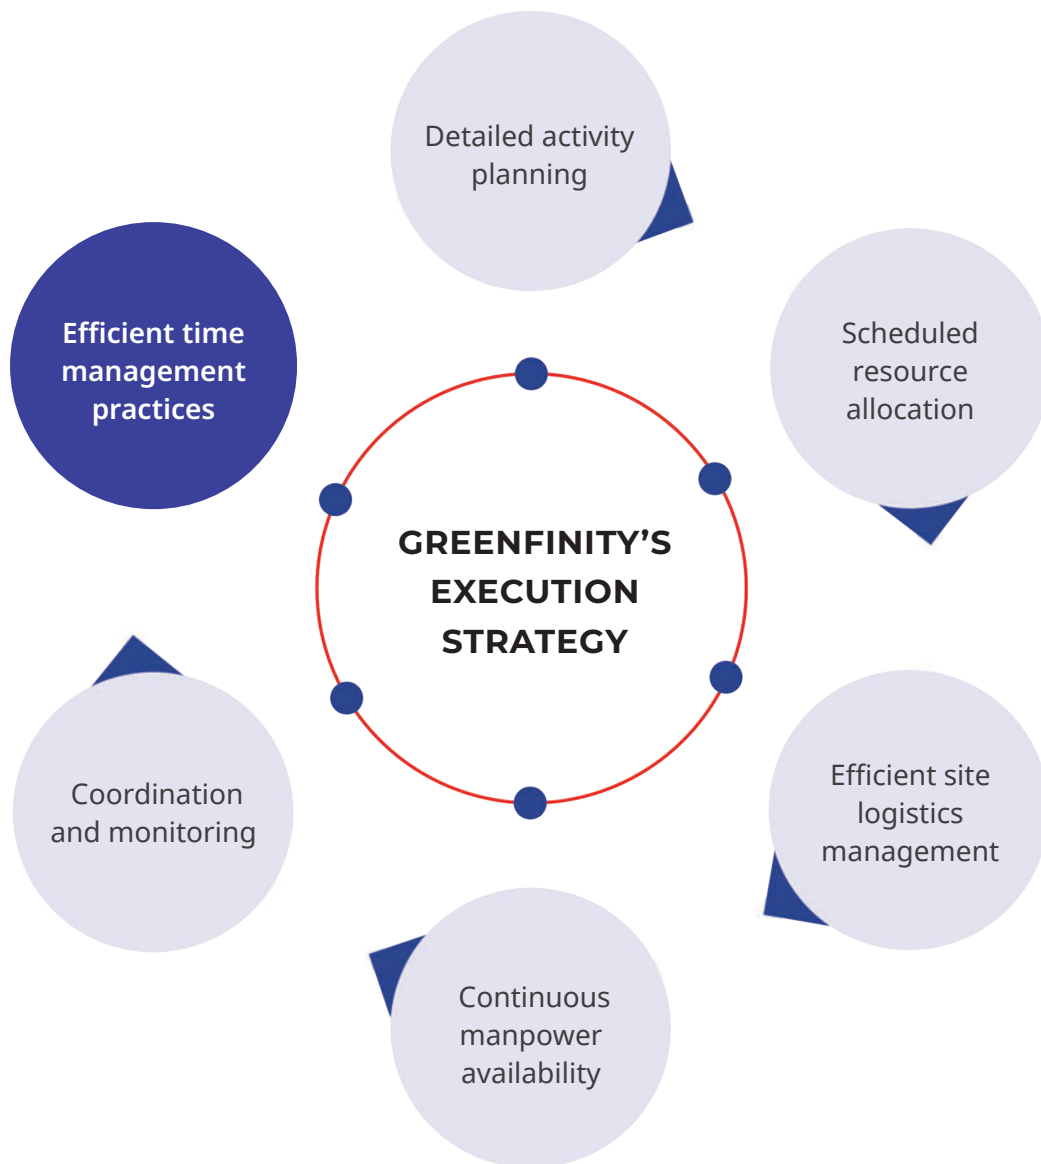 Detailed activity
planning
Scheduled
resource
allocation
Efficient site
logistics
management
Continuous
manpower
availability
Coordination
and monitoring
Efficient time
management
practices
GREENFINITY’S
EXECUTION
STRATEGY